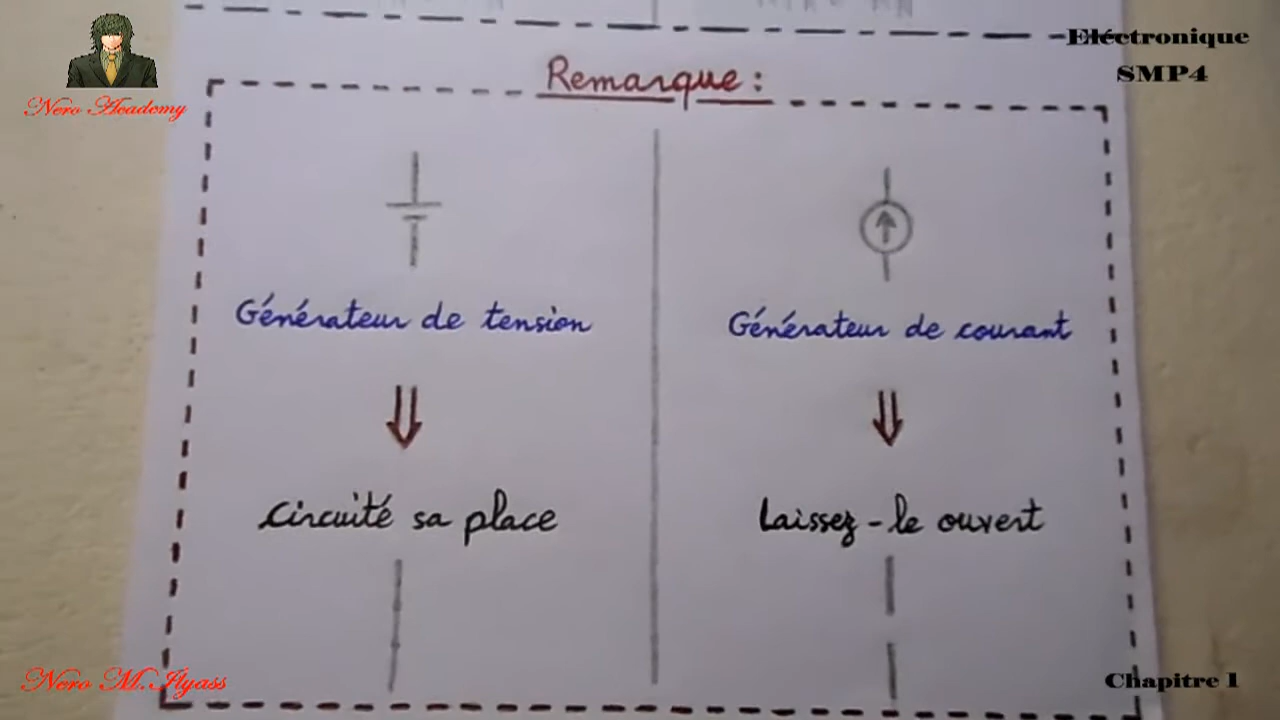 Nero Academy
Eléctronique
SMP4
Remarque :
Générateur de tension
Générateur de courant
Circuité sa place
Laissez-le ouvert
Nero M.Ilyass
Chapitre 1